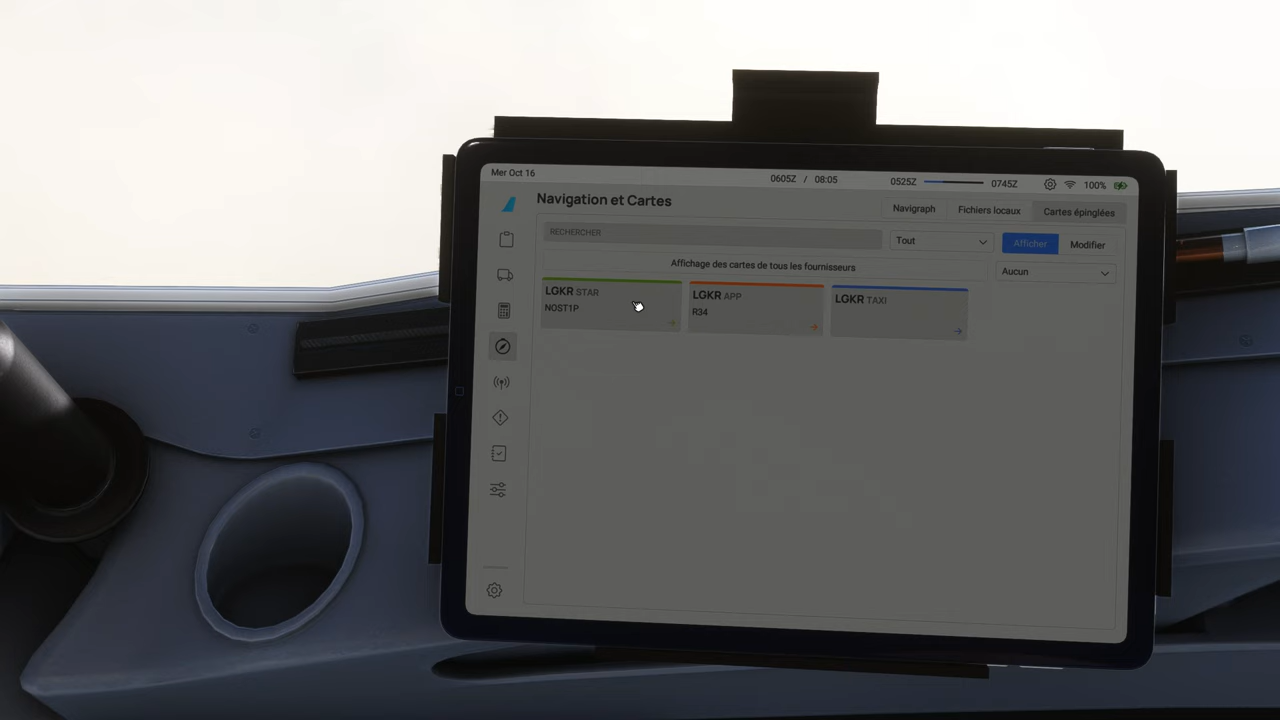 Mer Oct 16
0605Z / 08:05
0525Z
0745Z
100%
Navigation et Cartes
Navigraph
Fichiers locaux
Cartes épinglées
RECHERCHER
Tout
Afficher
Modifier
Affichage des cartes de tous les fournisseurs
Aucun
LGKR STAR
NOST1P
LGKR APP
R34
LGKR TAXI